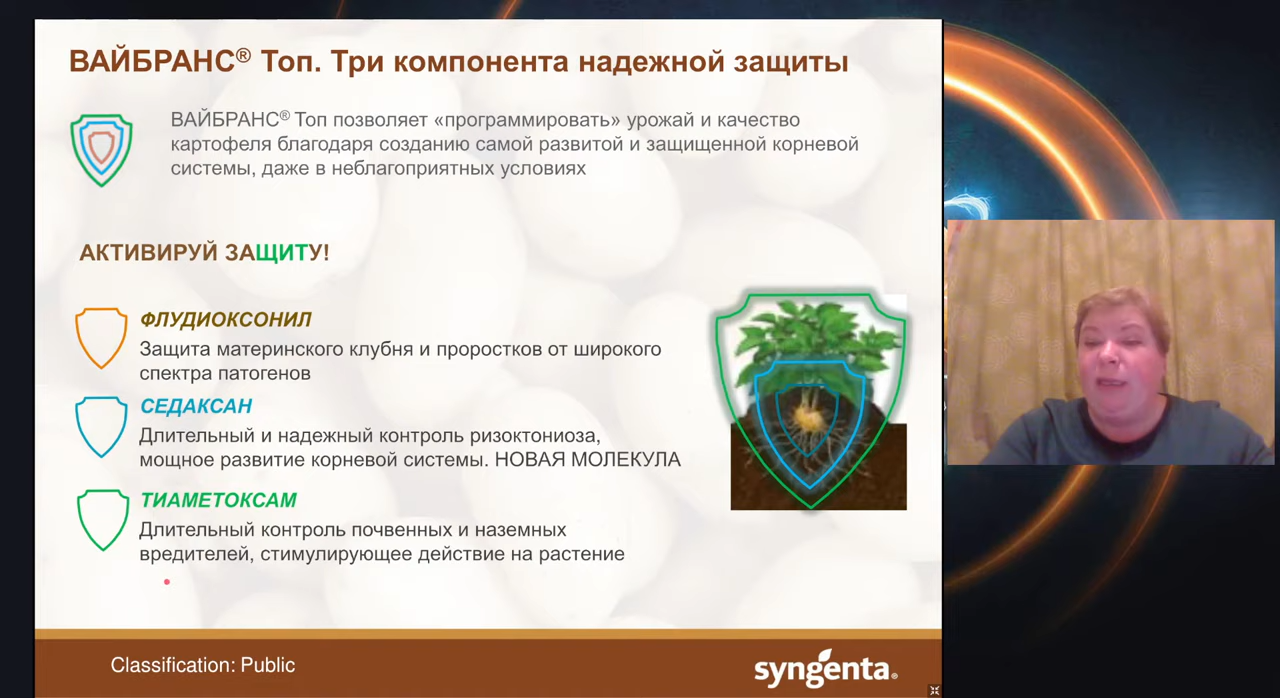 ВАЙБРАНС® Топ. Три компонента надежной защиты
ВАЙБРАНС® Топ позволяет «программировать» урожай и качество
картофеля благодаря созданию самой развитой и защищенной корневой
системы, даже в неблагоприятных условиях
АКТИВИРУЙ ЗАЩИТУ!
ФЛУДИОКСОНИЛ
Защита материнского клубня и проростков от широкого
спектра патогенов
СЕДАКСАН
Длительный и надежный контроль ризоктониоза,
мощное развитие корневой системы. НОВАЯ МОЛЕКУЛА
ТИАМЕТОКСАМ
Длительный контроль почвенных и наземных
вредителей, стимулирующее действие на растение
Classification: Public
syngenta®